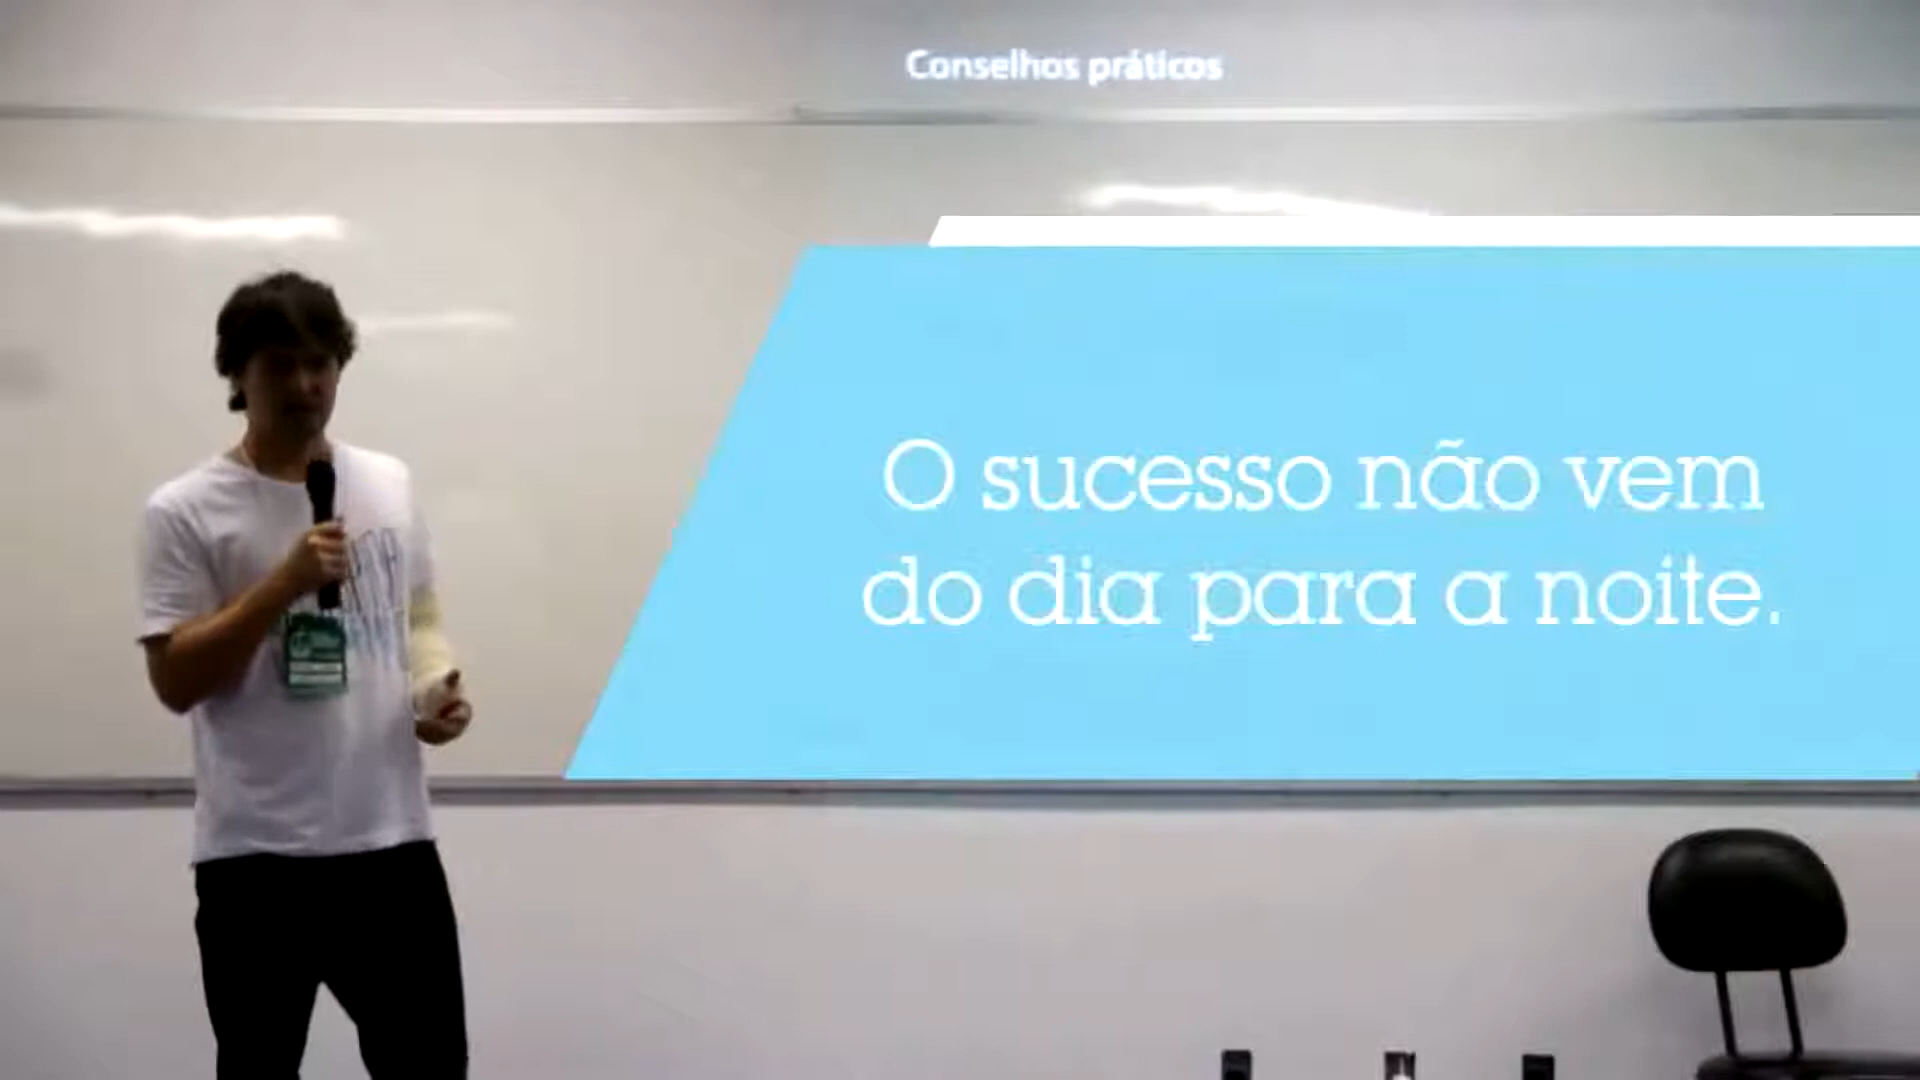 Conselhos práticos
O sucesso não vem
do dia para a noite.